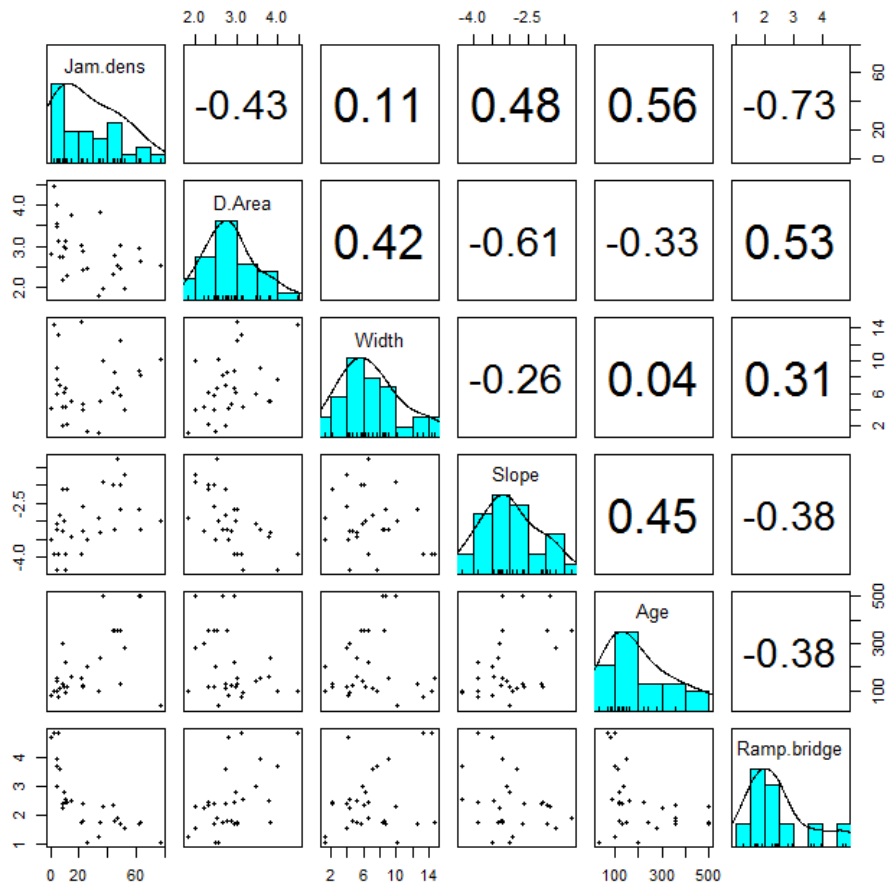 2.0 3.0 4.0 -4.0 -2.5 1 2 3 4
Jam.dens -0.43 0.11 0.48 0.56 -0.73 0 20 60
2.0 3.0 4.0 D.Area 0.42 -0.61 -0.33 0.53
Width -0.26 0.04 0.31 2 6 10 14
-4.0 -2.5 Slope 0.45 -0.38
Age -0.38 100 300 500
1 2 3 4 Ramp.bridge
0 20 60 2 6 10 14 100 300 500